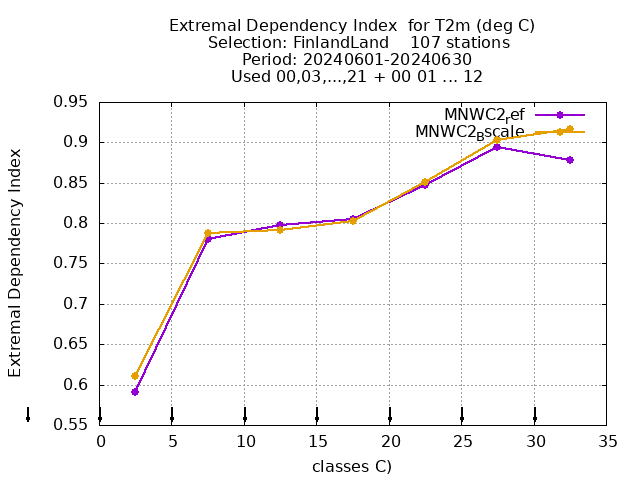 Extremal Dependency Index  for T2m (deg C)
Selection: FinlandLand    107 stations
Period: 20240601-20240630
Used 00,03,...,21 + 00 01 ... 12
MNWC2ref
MNWC2Bscale
0.95
0.9
0.85
0.8
0.75
0.7
0.65
0.6
0.55
Extremal Dependency Index
0 5 10 15 20 25 30 35
classes C)